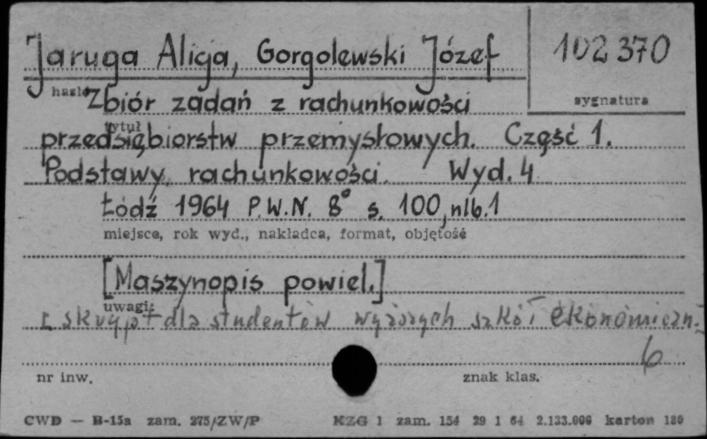 Jaruga Alicja, Gorgolewski Józef
102370
hasło
sygnatura
Zbiór zadań z rachunkowości
tytuł
przedsiębiorstw przemysłowych. Część 1.
Podstawy rachunkowości. Wyd. 4
Łódź 1964 P.W.N. 8° s. 100, nlb. 1
miejsce, rok wyd., nakładca, format, objętość
[Maszynopis powiel.]
uwagi:
skrypt dla studentów wyższych szkół ekonomiczn.
6
nr inw.
znak klas.
CWD — B-15a zam. 275/ZW/P
KZG 1 zam. 154 29 1 64 2.133.000 karton 180